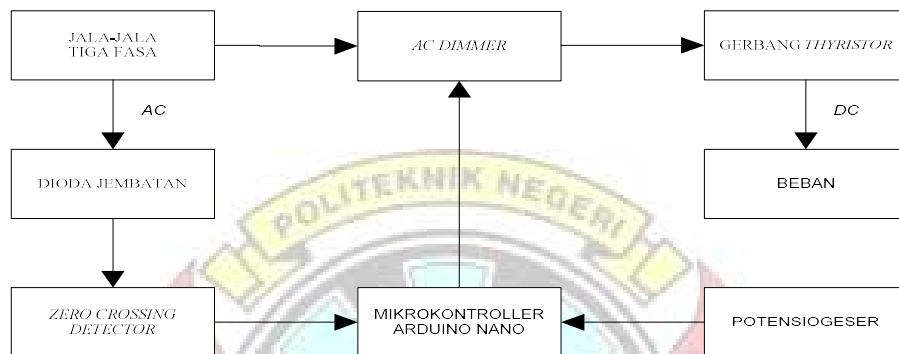 JALA-JALA
TIGA FASA
AC DIMMER
GERBANG THYRISTOR
AC
DC
DIODA JEMBATAN
BEBAN
POLITEKNIK NEGERI
ZERO CROSSING
DETECTOR
MIKROKONTROLLER
ARDUINO NANO
POTENSIOGESER